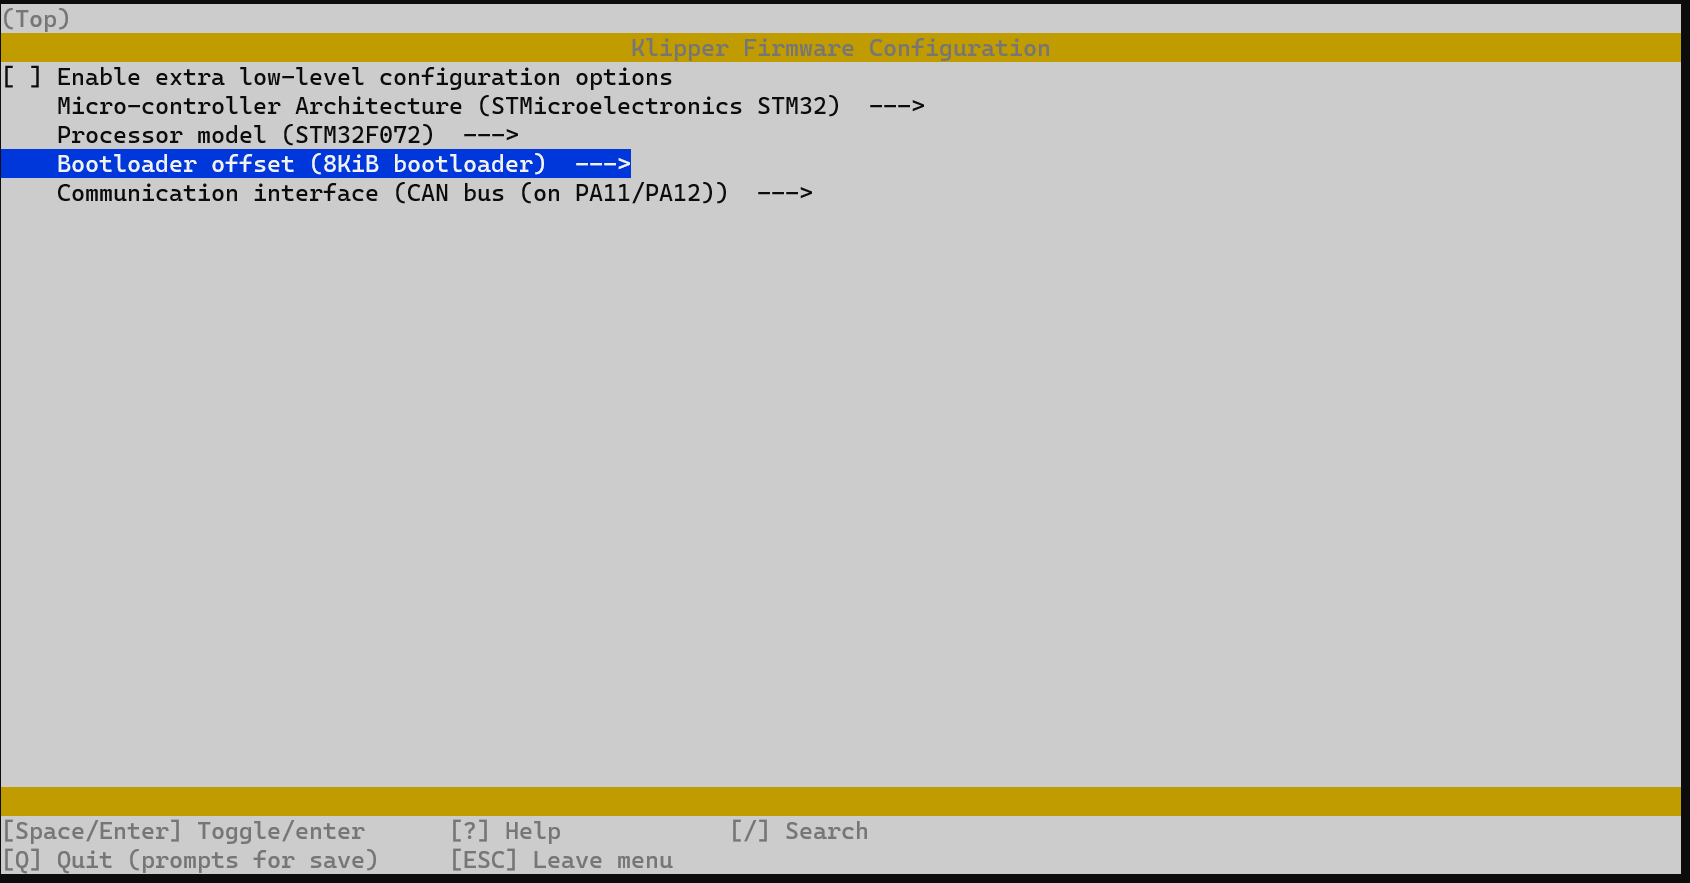 (Top)
Klipper Firmware Configuration
[ ] Enable extra low-level configuration options
Micro-controller Architecture (STMicroelectronics STM32)  --->
Processor model (STM32F072)  --->
Bootloader offset (8KiB bootloader)  --->
Communication interface (CAN bus (on PA11/PA12))  --->
[Space/Enter] Toggle/enter [?] Help [/] Search
[Q] Quit (prompts for save) [ESC] Leave menu